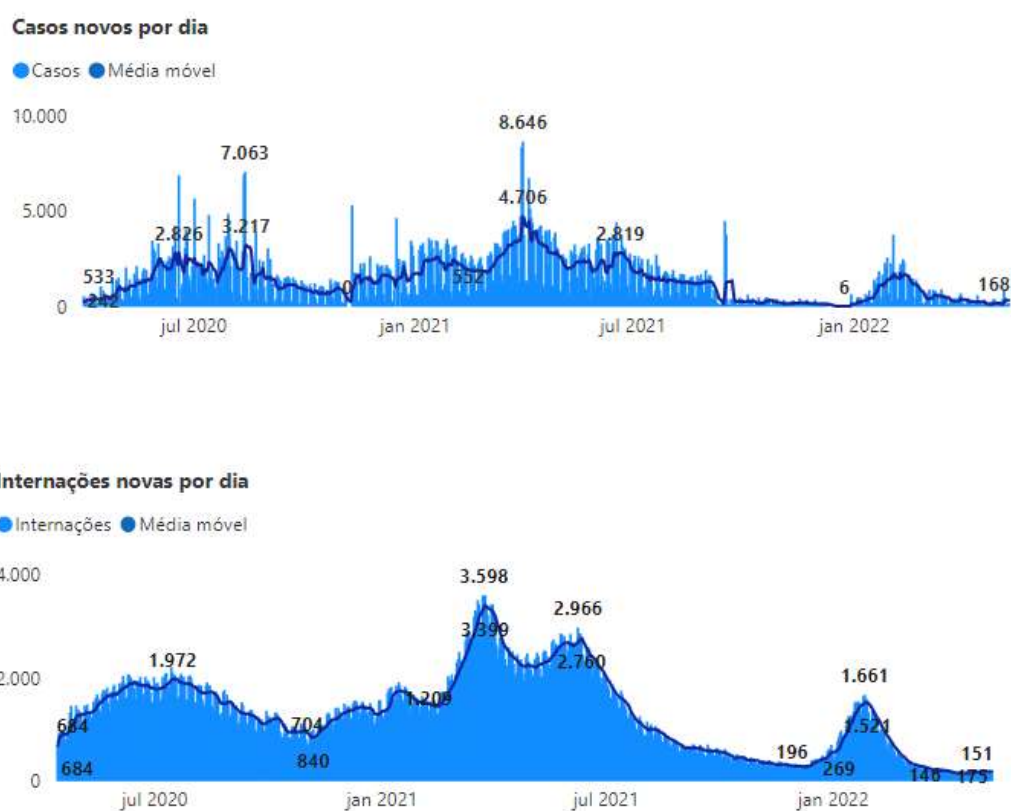 Casos novos por dia
Casos Média móvel
10.000
8.646
7.063
5.000
4.706
2.826 3.217 2.819
533 0 552 6 168
242
0
jul 2020 jan 2021 jul 2021 jan 2022
Internações novas por dia
Internações Média móvel
4.000
3.598
2.966
3.399
1.972 2.760
2.000 1.661
684 704 1.209 1.521
684 840 196 269 146 175 151
0
jul 2020 jan 2021 jul 2021 jan 2022